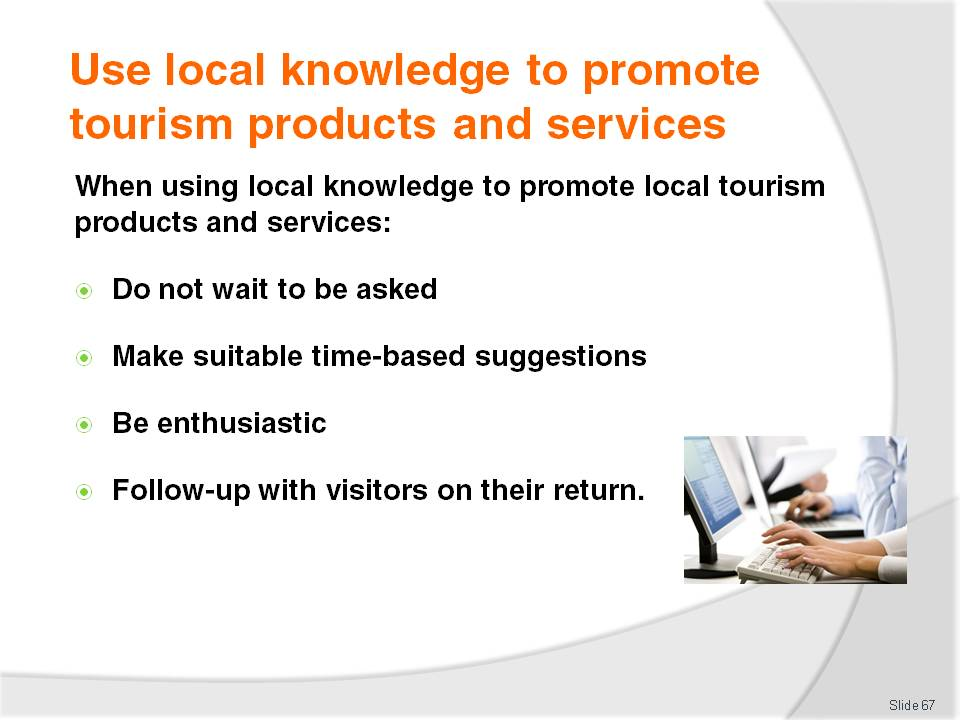 Use local knowledge to promote
tourism products and services
When using local knowledge to promote local tourism
products and services:
Do not wait to be asked
Make suitable time-based suggestions
Be enthusiastic
Follow-up with visitors on their return.
Slide 67